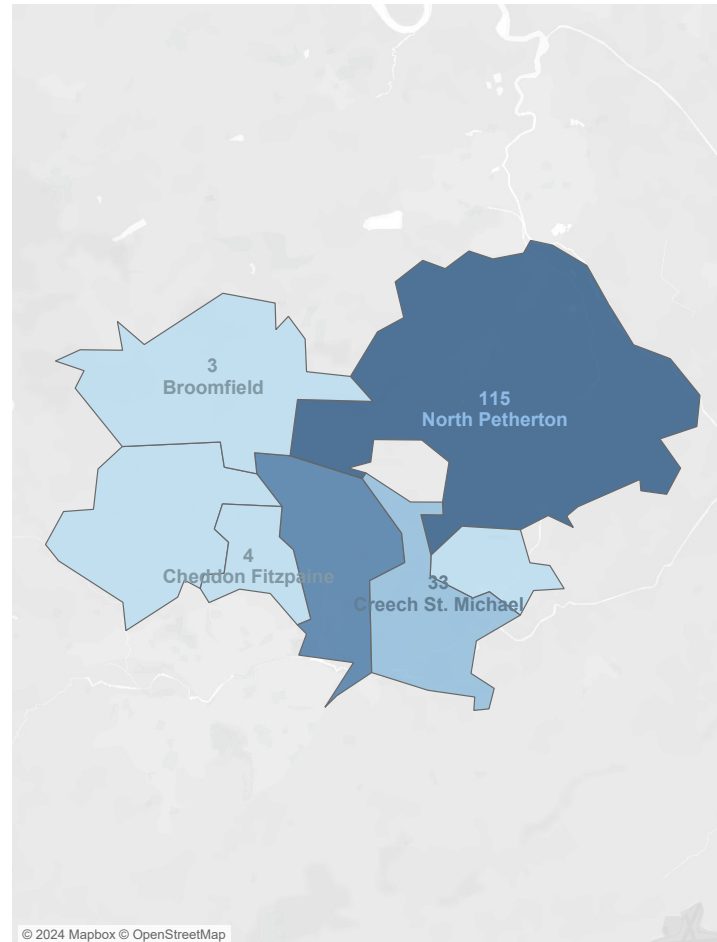 3
Broomfield
115
North Petherton
4
Cheddon Fitzpaine
33
Creech St. Michael
© 2024 Mapbox © OpenStreetMap